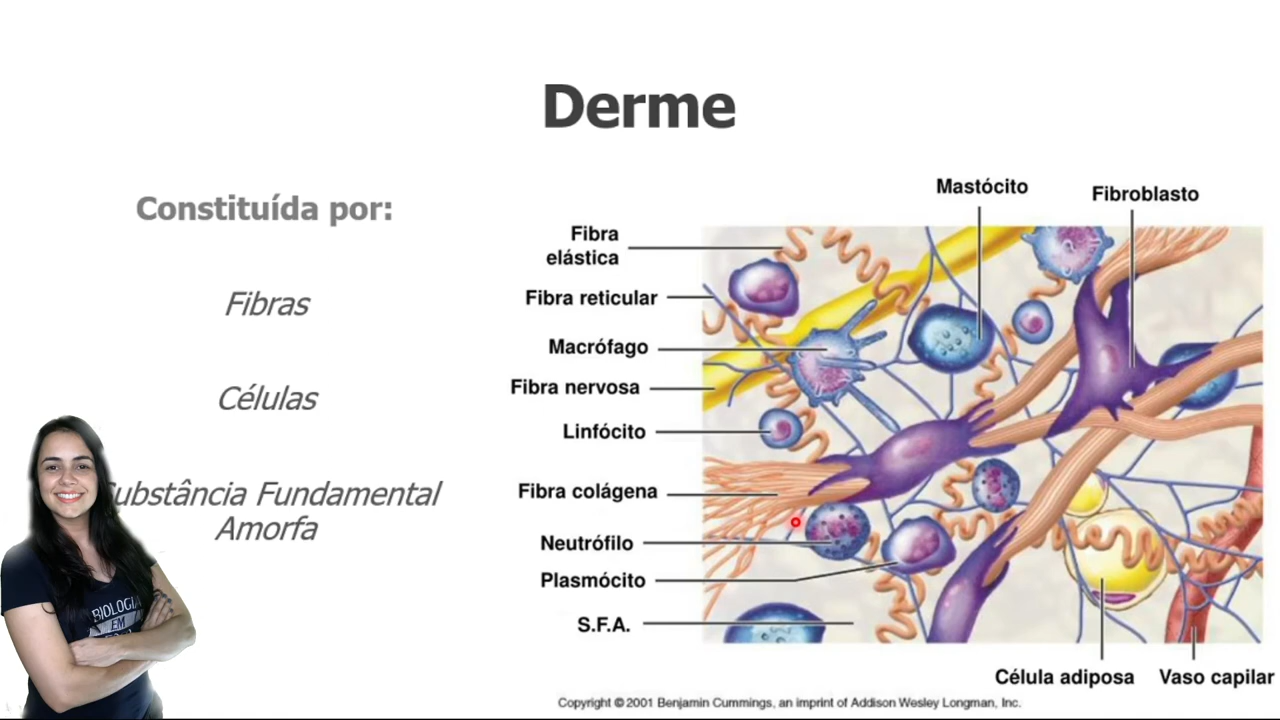 Derme
Constituída por:
Fibras
Células
Substância Fundamental
Amorfa
Mastócito
Fibroblasto
Fibra
elástica
Fibra reticular
Macrófago
Fibra nervosa
Linfócito
Fibra colágena
Neutrófilo
Plasmócito
S.F.A.
Célula adiposa
Vaso capilar
Copyright © 2001 Benjamin Cummings, an imprint of Addison Wesley Longman, Inc.
BIOLOGIA
EM